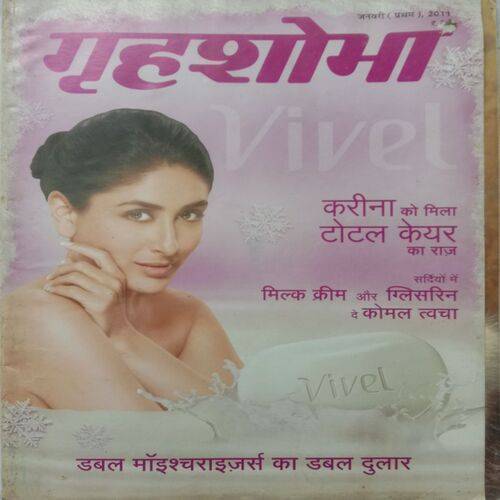 जनवरी ( प्रथम ), 2011
गृहशोभा
Vivel
करीना को मिला
टोटल केयर
का राज़
सर्दियों में
मिल्क क्रीम और ग्लिसरिन
दे कोमल त्वचा
Vivel
डबल मॉइश्चराइज़र्स का डबल दुलार